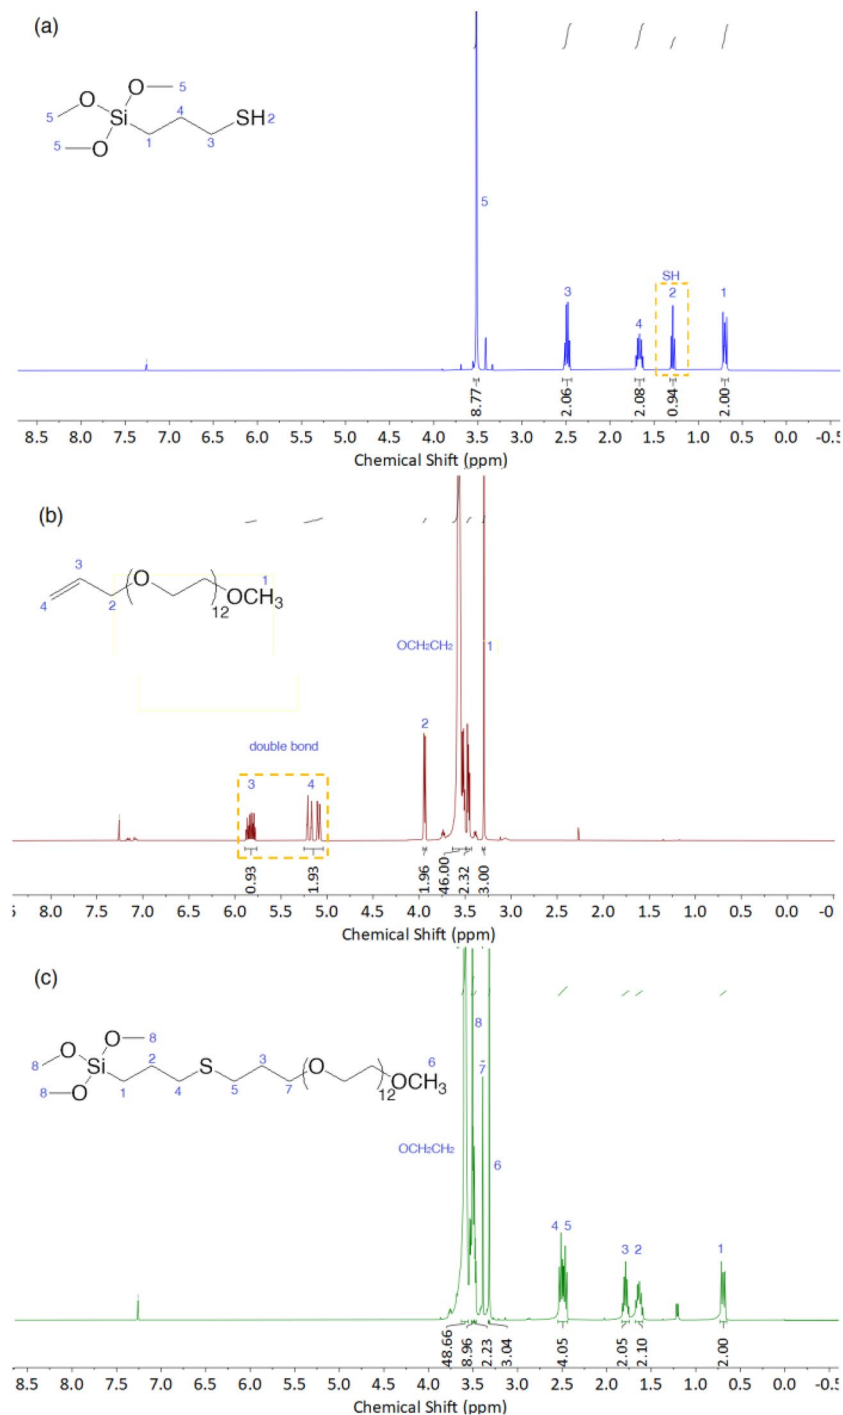 (a)
O 5
5 O Si 4 SH2
5 O 1 3
5
SH
3 4 2 1
8.77 2.06 2.08 0.94 2.00
8.5 8.0 7.5 7.0 6.5 6.0 5.5 5.0 4.5 4.0 3.5 3.0 2.5 2.0 1.5 1.0 0.5 0.0 -0.5
Chemical Shift (ppm)
(b)
3 O 1
4 2 12 OCH3
OCH2CH2 1
2
double bond
3 4
0.93 1.93 1.96 46.00 2.32 3.00
5 8.0 7.5 7.0 6.5 6.0 5.5 5.0 4.5 4.0 3.5 3.0 2.5 2.0 1.5 1.0 0.5 0.0 -0
Chemical Shift (ppm)
(c)
O 8
8 O Si 2 S 3 O 6
8 O 1 4 5 7 12 OCH3
8
7
OCH2CH2
6
4 5 3 2 1
48.66 8.96 2.23 3.04 4.05 2.05 2.10 2.00
8.5 8.0 7.5 7.0 6.5 6.0 5.5 5.0 4.5 4.0 3.5 3.0 2.5 2.0 1.5 1.0 0.5 0.0 -0.5
Chemical Shift (ppm)